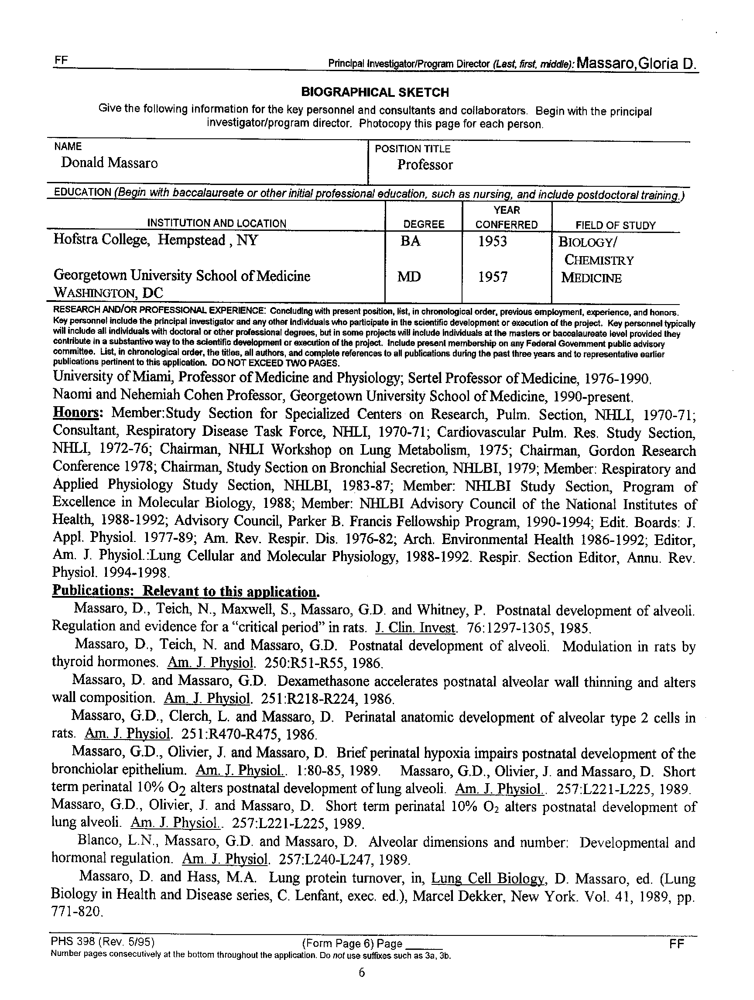 FF
Principal Investigator/Program Director (Last, first, middle): Massaro,Gloria D.
BIOGRAPHICAL SKETCH
Give the following information for the key personnel and consultants and collaborators. Begin with the principal
investigator/program director. Photocopy this page for each person.
NAME
Donald Massaro
POSITION TITLE
Professor
EDUCATION (Begin with baccalaureate or other initial professional education, such as nursing, and include postdoctoral training.)
INSTITUTION AND LOCATION
DEGREE
YEAR
CONFERRED
FIELD OF STUDY
Hofstra College, Hempstead , NY
BA
1953
BIOLOGY/
CHEMISTRY
Georgetown University School of Medicine
WASHINGTON, DC
MD
1957
MEDICINE
RESEARCH AND/OR PROFESSIONAL EXPERIENCE: Concluding with present position, list, in chronological order, previous employment, experience, and honors.
Key personnel include the principal investigator and any other individuals who participate in the scientific development or execution of the project. Key personnel typically
will include all individuals with doctoral or other professional degrees, but in some projects will include individuals at the masters or baccalaureate level provided they
contribute in a substantive way to the scientific development or execution of the project. Include present membership on any Federal Government public advisory
committee. List, in chronological order, the titles, all authors, and complete references to all publications during the past three years and to representative earlier
publications pertinent to this application. DO NOT EXCEED TWO PAGES.
University of Miami, Professor of Medicine and Physiology; Sertel Professor of Medicine, 1976-1990.
Naomi and Nehemiah Cohen Professor, Georgetown University School of Medicine, 1990-present.
Honors: Member:Study Section for Specialized Centers on Research, Pulm. Section, NHLI, 1970-71;
Consultant, Respiratory Disease Task Force, NHLI, 1970-71; Cardiovascular Pulm. Res. Study Section,
NHLI, 1972-76; Chairman, NHLI Workshop on Lung Metabolism, 1975; Chairman, Gordon Research
Conference 1978; Chairman, Study Section on Bronchial Secretion, NHLBI, 1979; Member: Respiratory and
Applied Physiology Study Section, NHLBI, 1983-87; Member: NHLBI Study Section, Program of
Excellence in Molecular Biology, 1988; Member: NHLBI Advisory Council of the National Institutes of
Health, 1988-1992; Advisory Council, Parker B. Francis Fellowship Program, 1990-1994; Edit. Boards: J.
Appl. Physiol. 1977-89; Am. Rev. Respir. Dis. 1976-82; Arch. Environmental Health 1986-1992; Editor,
Am. J. Physiol.:Lung Cellular and Molecular Physiology, 1988-1992. Respir. Section Editor, Annu. Rev.
Physiol. 1994-1998.
Publications: Relevant to this application.
Massaro, D., Teich, N., Maxwell, S., Massaro, G.D. and Whitney, P. Postnatal development of alveoli.
Regulation and evidence for a "critical period" in rats. J. Clin. Invest. 76:1297-1305, 1985.
Massaro, D., Teich, N. and Massaro, G.D. Postnatal development of alveoli. Modulation in rats by
thyroid hormones. Am. J. Physiol. 250:R51-R55, 1986.
Massaro, D. and Massaro, G.D. Dexamethasone accelerates postnatal alveolar wall thinning and alters
wall composition. Am. J. Physiol. 251:R218-R224, 1986.
Massaro, G.D., Clerch, L. and Massaro, D. Perinatal anatomic development of alveolar type 2 cells in
rats. Am. J. Physiol. 251:R470-R475, 1986.
Massaro, G.D., Olivier, J. and Massaro, D. Brief perinatal hypoxia impairs postnatal development of the
bronchiolar epithelium. Am. J. Physiol.. 1:80-85, 1989. Massaro, G.D., Olivier, J. and Massaro, D. Short
term perinatal 10% O2 alters postnatal development of lung alveoli. Am. J. Physiol.. 257:L221-L225, 1989.
Massaro, G.D., Olivier, J. and Massaro, D. Short term perinatal 10% O2 alters postnatal development of
lung alveoli. Am. J. Physiol.. 257:L221-L225, 1989.
Blanco, L.N., Massaro, G.D. and Massaro, D. Alveolar dimensions and number: Developmental and
hormonal regulation. Am. J. Physiol. 257:L240-L247, 1989.
Massaro, D. and Hass, M.A. Lung protein turnover, in, Lung Cell Biology, D. Massaro, ed. (Lung
Biology in Health and Disease series, C. Lenfant, exec. ed.), Marcel Dekker, New York. Vol. 41, 1989, pp.
771-820.
PHS 398 (Rev. 5/95)
(Form Page 6) Page ______
FF
Number pages consecutively at the bottom throughout the application. Do not use suffixes such as 3a, 3b.
6